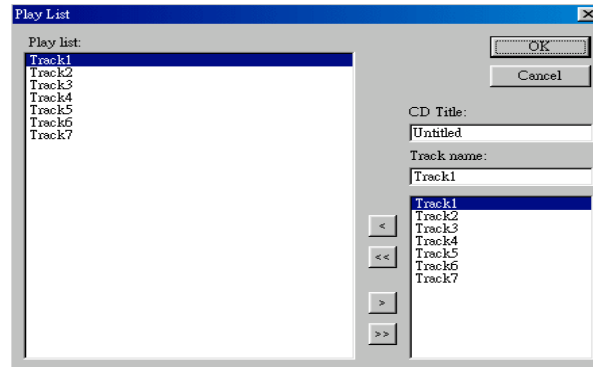 Play List
Play list:
Track1
Track2
Track3
Track4
Track5
Track6
Track7
OK
Cancel
CD Title:
Untitled
Track name:
Track1
Track1
Track2
Track3
Track4
Track5
Track6
Track7
<
<<
>
>>